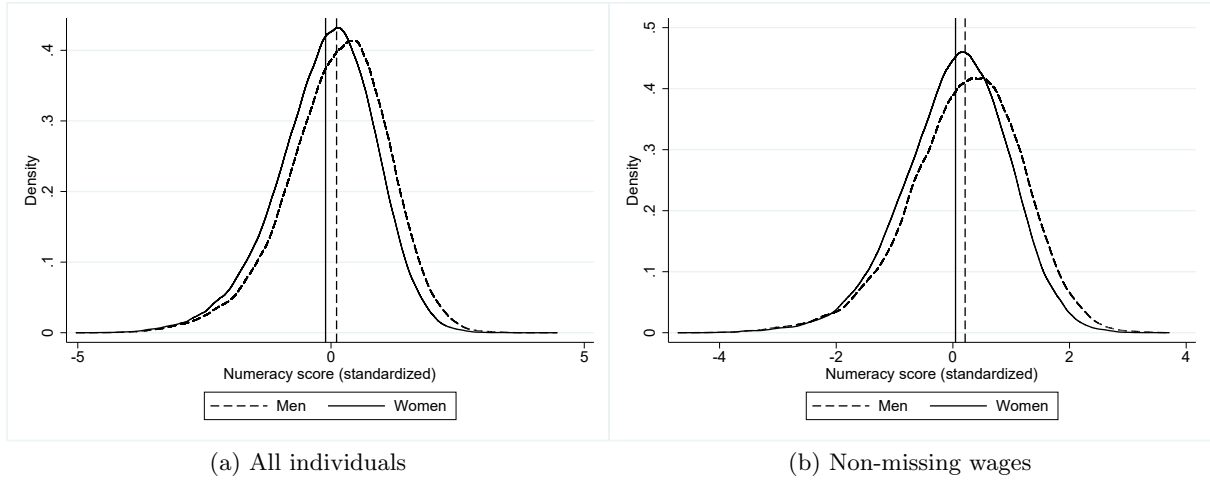 Density
0
.1
.2
.3
.4
-5
0
5
Numeracy score (standardized)
Men
Women
(a) All individuals
Density
0
.1
.2
.3
.4
.5
-4
-2
0
2
4
Numeracy score (standardized)
Men
Women
(b) Non-missing wages